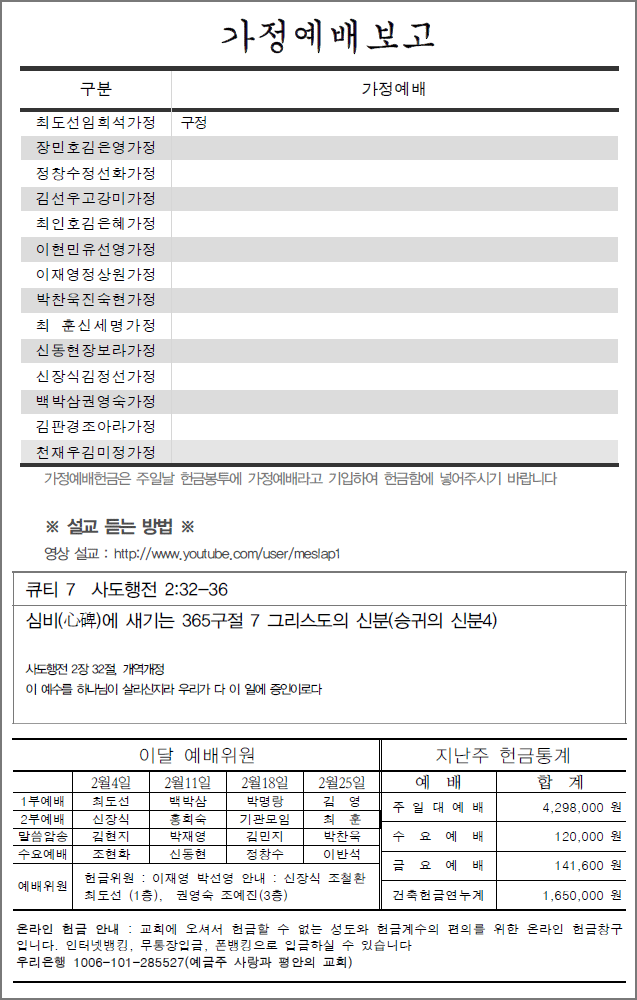 가정예배보고
구분 가정예배
최도선임희석가정 구정
장민호김은영가정
정창수정선화가정
김선우고강미가정
최인호김은혜가정
이현민유선영가정
이재영정상원가정
박찬욱진숙현가정
최 훈신세명가정
신동현장보라가정
신장식김정선가정
백박삼권영숙가정
김판경조아라가정
천재우김미정가정
가정예배헌금은 주일날 헌금봉투에 가정예배라고 기입하여 헌금함에 넣어주시기 바랍니다
※ 설교 듣는 방법 ※
영상 설교 : http://www.youtube.com/user/meslap1
큐티 7 사도행전 2:32-36
심비(心碑)에 새기는 365구절 7 그리스도의 신분(승귀의 신분4)
사도행전 2장 32절, 개역개정
이 예수를 하나님이 살리신지라 우리가 다 이 일에 증인이로다
이달 예배위원
2월4일 2월11일 2월18일 2월25일
1부예배 최도선 백박삼 박명랑 김 영
2부예배 신장식 홍회숙 기관모임 최 훈
말씀암송 김현지 박재영 김민지 박찬욱
수요예배 조현화 신동현 정창수 이반석
예배위원 헌금위원 : 이재영 박선영 안내 : 신장식 조철환
최도선 (1층), 권영숙 조예진(3층)
지난주 헌금통계
예 배 합 계
주 일 대 예 배 4,298,000 원
수 요 예 배 120,000 원
금 요 예 배 141,600 원
건축헌금연누계 1,650,000 원
온라인 헌금 안내 : 교회에 오셔서 헌금할 수 없는 성도와 헌금계수의 편의를 위한 온라인 헌금창구
입니다. 인터넷뱅킹, 무통장입금, 폰뱅킹으로 입금하실 수 있습니다
우리은행 1006-101-285527(예금주 사랑과 평안의 교회)